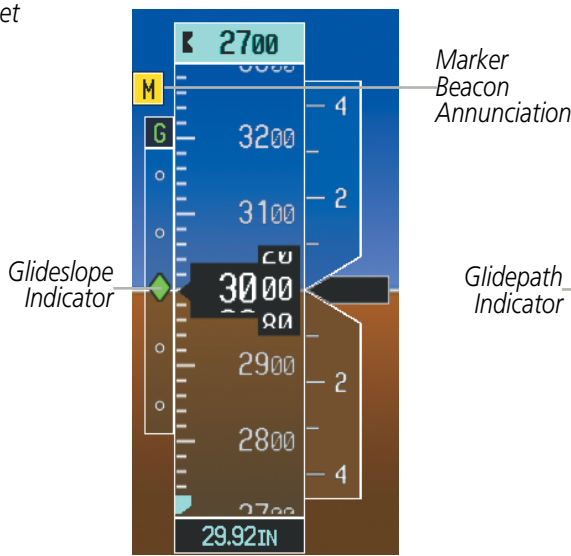 et
2700
M
Marker
Beacon
Annunciation
4
G
3200
2
3100
Glideslope
Indicator
3000
80
Glidepath
Indicator
2900
2
2800
4
29.92IN